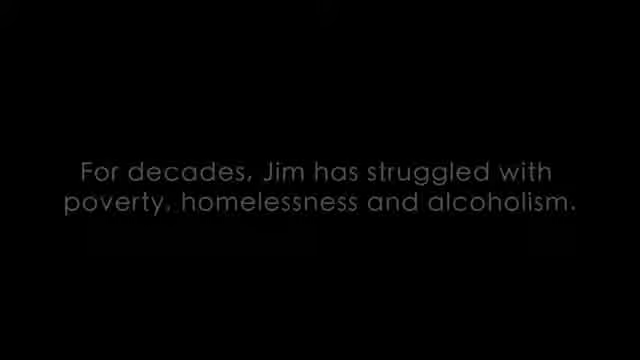 For decades, Jim has struggled with
poverty, homelessness and alcoholism.